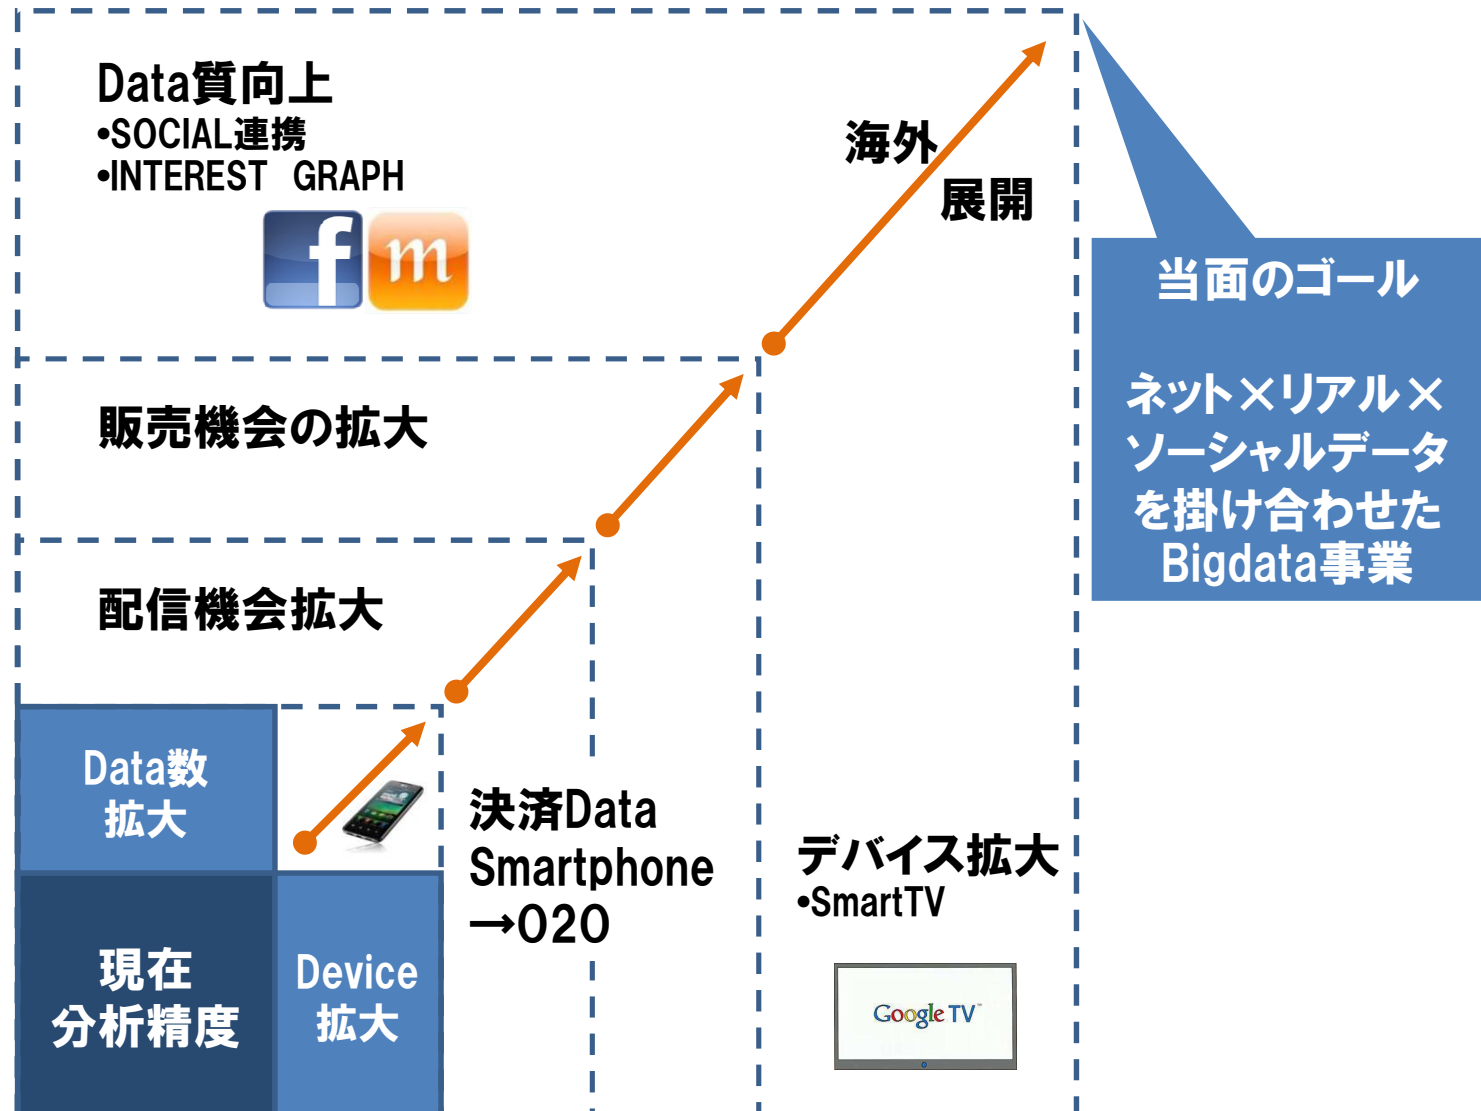 Data質向上
•SOCIAL連携
•INTEREST GRAPH
f
m
海外
展開
当面のゴール
ネット×リアル×
ソーシャルデータ
を掛け合わせた
Bigdata事業
販売機会の拡大
配信機会拡大
Data数
拡大
現在
分析精度
Device
拡大
決済Data
Smartphone
→O2O
デバイス拡大
•SmartTV
Google TV™